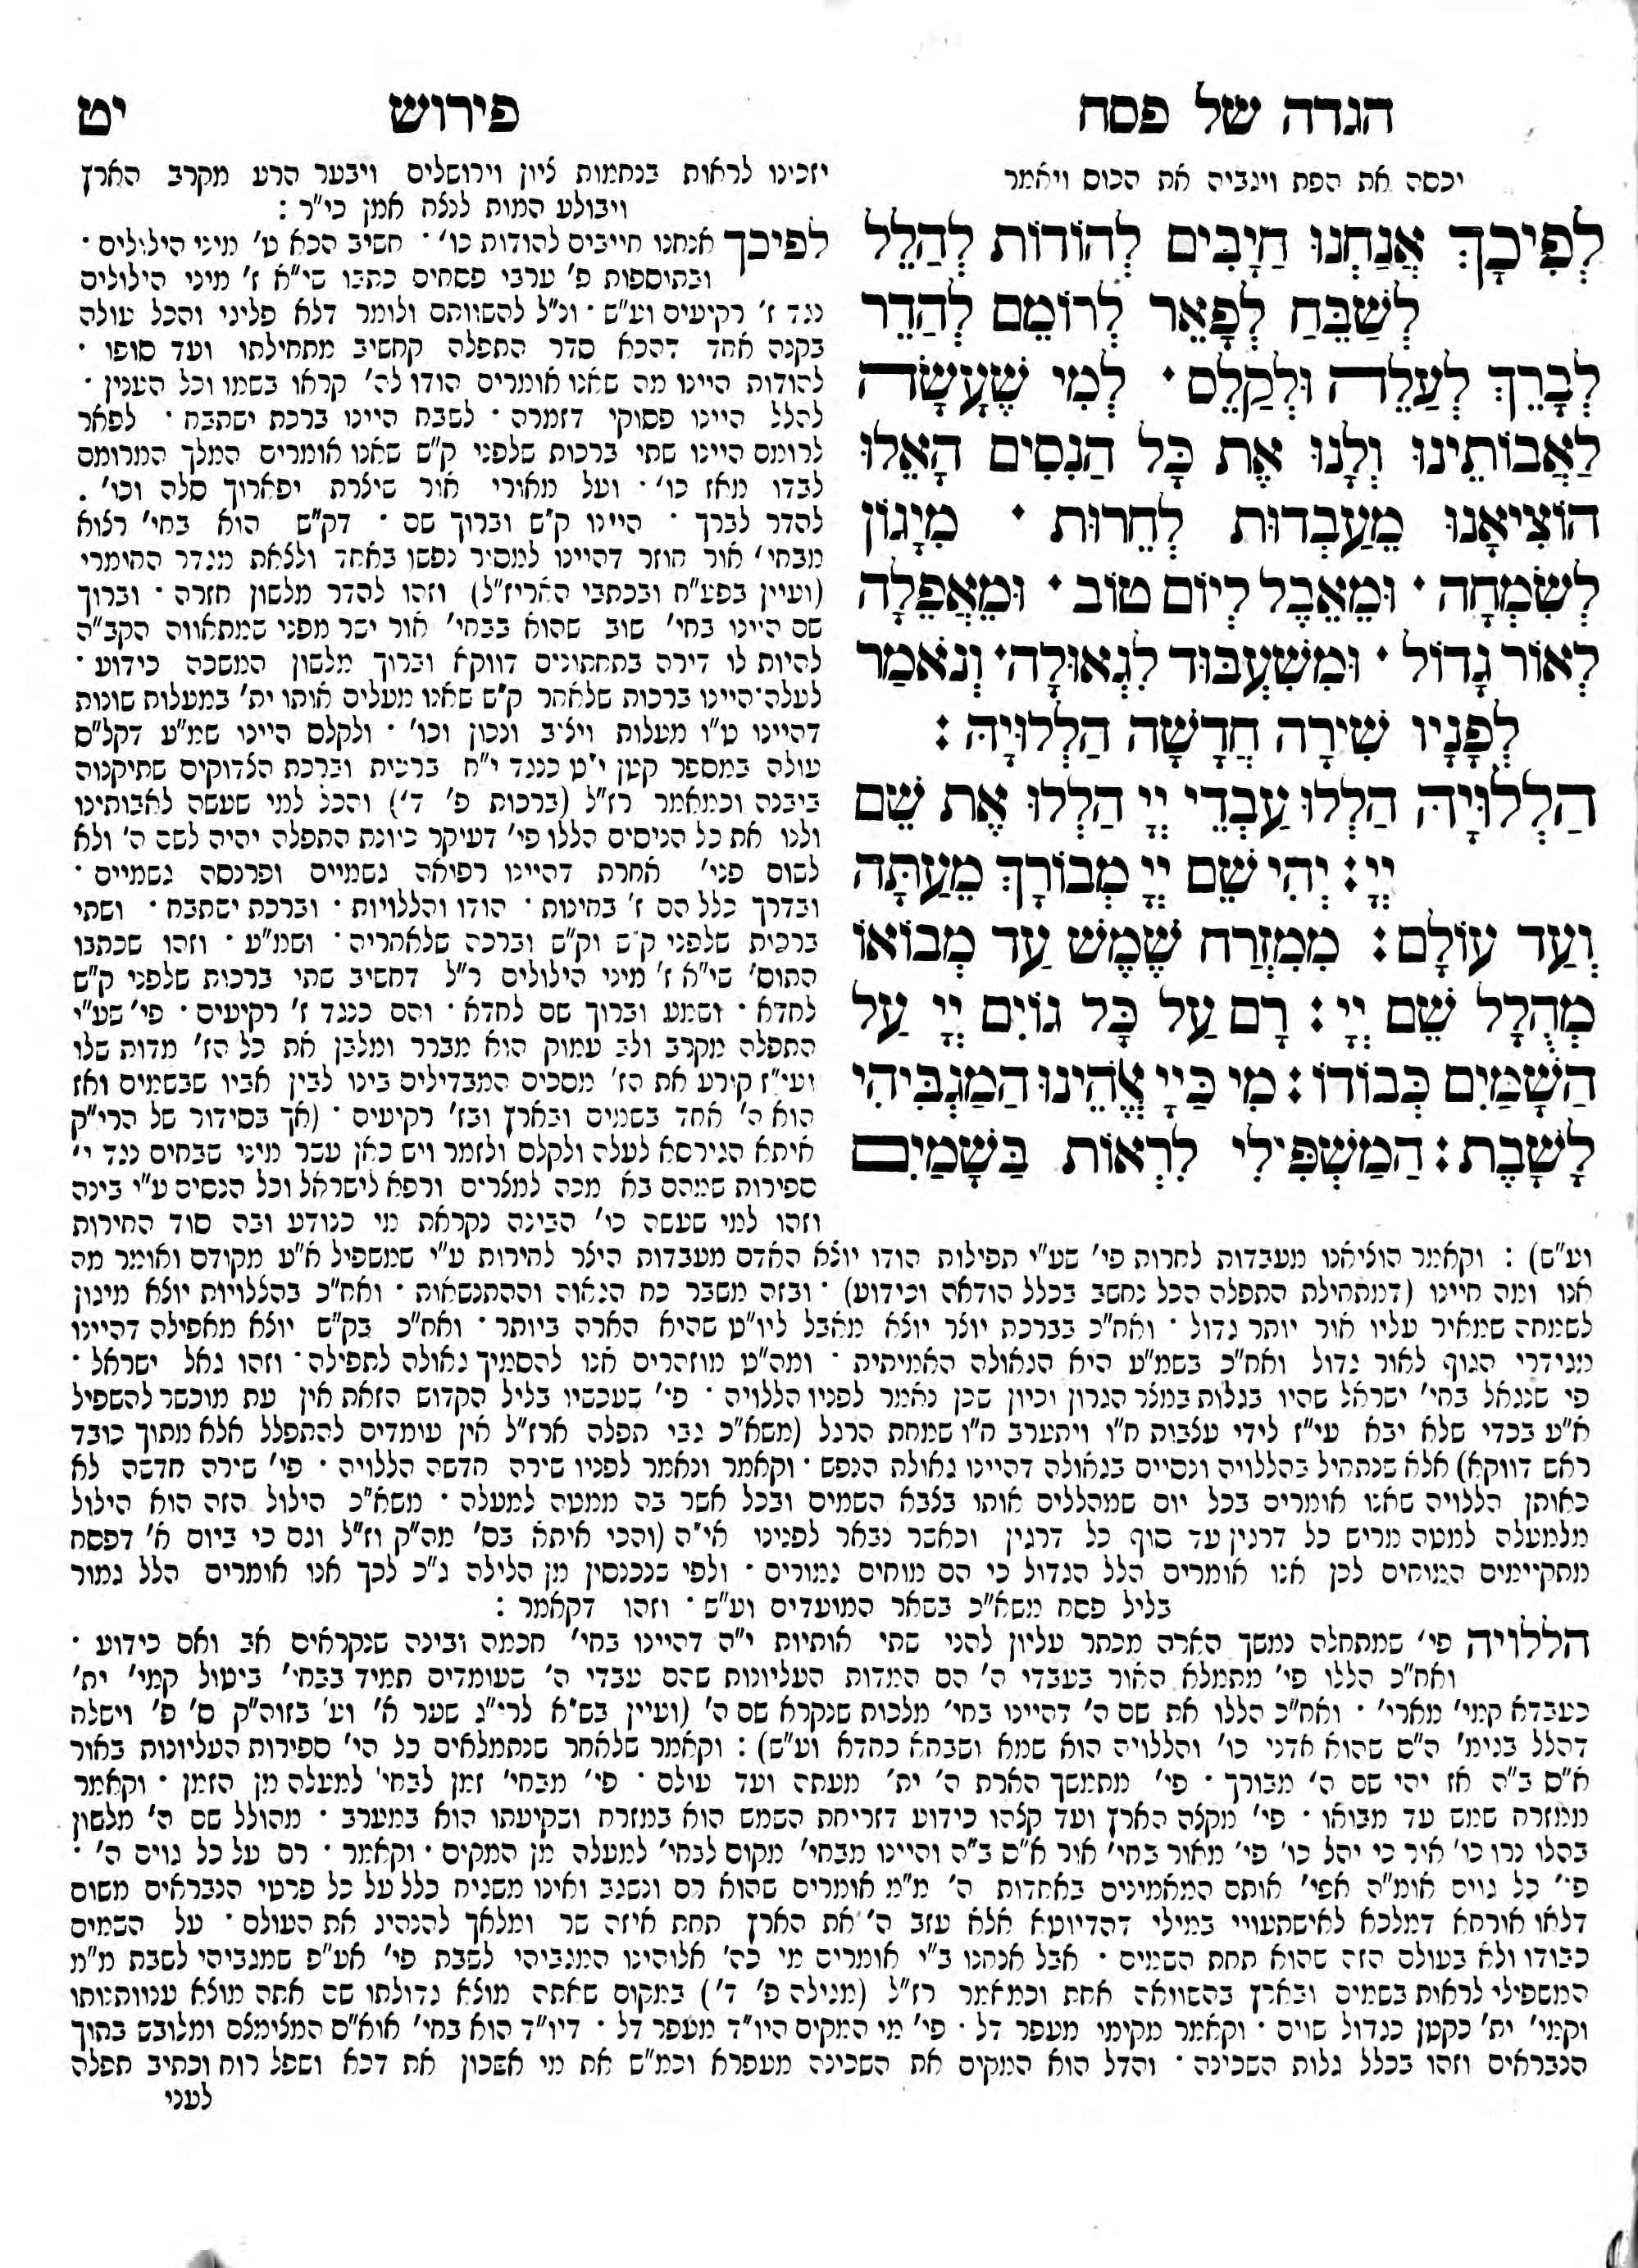 הגדה של פסח
פירוש
יט
יכסה את הפת ויגביה את הכוס ויאמר
לְפִיכָךְ אֲנַחְנוּ חַיָבִים לְהוֹדוֹת לְהַלֵל
לְשַׁבֵּחַ לְפָאֵר לְרוֹמֵם לְהַדֵר
לְבָרֵךְ לְעַלֵה וּלְקַלֵס · לְמִי שֶׁעָשָׂה
לַאֲבוֹתֵינוּ וְלָנוּ אֶת כָּל הַנִסִים הָאֵלוּ
הוֹצִיאָנוּ מֵעַבְדוּת לְחֵרוּת · מִיָגוֹן
לְשִׂמְחָה · וּמֵאֵבֶל לְיוֹם טוֹב · וּמֵאֲפֵלָה
לְאוֹר גָדוֹל · וּמִשִׁעְבּוּד לִגְאוּלָה · וְנֹאמַר
לְפָנָיו שִׁירָה חֲדָשָׁה הַלְלוּיָהּ :
הַלְלוּיָהּ הַלְלוּ עַבְדֵי יְיָ הַלְלוּ אֶת שֵׁם
יְיָ : יְהִי שֵׁם יְיָ מְבוֹרָךְ מֵעַתָּה
וְעַד עוֹלָם : מִמִזְרַח שֶׁמֶשׁ עַד מְבוֹאוֹ
מְהֻלָל שֵׁם יְיָ : רָם עַל כָּל גוֹיִם יְיָ עַל
הַשָׁמַיִם כְּבוֹדוֹ : מִי כַּיְיָ אֱלֹהֵינוּ הַמַגְבִּיהִי
לָשָׁבֶת : הַמַשְׁפִּילִי לִרְאוֹת בַּשָׁמַיִם
יזכינו לראות בנחמות ציון וירושלים ויבער הרע מקרב הארץ
ויבולע המות לנצח אמן כי"ר :
לפיכך אנחנו חייבים להודות כו' · חשיב הכא ט' מיני הילולים ·
ובתוספות פ' ערבי פסחים כתבו שי"א ז' מיני הילולים
נגד ז' רקיעים וע"ש · ונ"ל להשוותם ולומר דלא פליגי והכל עולה
בקנה אחד דהכא סדר התפלה קחשיב מתחילתו ועד סופו ·
להודות היינו מה שאנו אומרים הודו לה' קראו בשמו וכל הענין ·
להלל היינו פסוקי דזמרה · לשבח היינו ברכת ישתבח · לפאר
לרומם היינו שתי ברכות שלפני ק"ש שאנו אומרים המלך המרומם
לבדו מאז כו' · ועל מאורי אור שיצרת יפארוך סלה וכו' .
להדר לברך · היינו ק"ש וברוך שם · דק"ש הוא בחי' רצוא
מבחי' אור חוזר דהיינו למסיר נפשו באחד ולצאת מגדר החומרי
(ועיין בפע"ח ובכתבי האריז"ל) וזהו להדר מלשון חזרה · וברוך
שם היינו בחי' שוב שהוא בבחי' אור ישר מפני שמתאווה הקב"ה
להיות לו דירה בתחתונים דווקא וברוך מלשון המשכה כידוע ·
לעלה היינו ברכות שלאחר ק"ש שאנו מעלים אותו ית' במעלות שונות
דהיינו ט"ו מעלות ויציב ונכון וכו' · ולקלס היינו שמ"ע דקל"ס
עולה במספר קטן י"ט כנגד י"ח ברכות וברכת הצדוקים שתיקנוה
ביבנה וכמאמר רז"ל (ברכות פ' ד') והכל למי שעשה לאבותינו
ולנו את כל הניסים הללו פי' דעיקר כיונת התפלה יהיה לשם ה' ולא
לשום פני' אחרת דהיינו רפואה גשמיים ופרנסה גשמיים ·
ובדרך כלל הם ז' בחינות · הודו והללויות · וברכת ישתבח · ושתי
ברכות שלפני ק"ש וק"ש וברכה שלאחריה · ושמ"ע · וזהו שכתבו
התוס' שי"א ז' מיני הילולים ר"ל דחשיב שתי ברכות שלפני ק"ש
לחדא · ושמע וברוך שם לחדא · והם כנגד ז' רקיעים · פי' שע"י
התפלה מקרב ולב עמוק הוא מברר ומלבן את כל הז' מדות שלו
ועי"ז קורע את הז' מסכים המבדילים בינו לבין אביו שבשמים ואז
הוא ה' אחד בשמים ובארץ ובז' רקיעים · (אך בסידור של הרי"ק
איתא הגירסא לעלה ולקלס ולזמר ויש כאן עשר מיני שבחים נגד י'
ספירות שמהם בא מכה למצרים ורפא לישראל וכל הנסים ע"י בינה
וזהו למי שעשה כו' הבינה נקראת מי כנודע ובה סוד החירות
וע"ש) : וקאמר הוציאנו מעבדות לחרות פי' שע"י תפילות הודו יוצא האדם מעבדות היצר לחירות ע"י שמשפיל א"ע מקודם ואומר מה
אנו ומה חיינו (דמתחילת התפלה הכל נחשב בכלל הודאה וכידוע) · ובזה משבר כח הגאוה וההתנשאות · ואח"כ בהללויות יוצא מיגון
לשמחה שמאיר עליו אור יותר גדול · ואח"כ בברכת יוצר יוצא מאבל ליו"ט שהיא הארה ביותר · ואח"כ בק"ש יוצא מאפילה דהיינו
מגידרי הגוף לאור גדול ואח"כ בשמ"ע היא הגאולה האמיתית · ומה"ט מוזהרים אנו להסמיך גאולה לתפילה · וזהו גאל ישראל ·
פי שנגאל בחי' ישראל שהיו בגלות במצר הגרון וכיון שכן נאמר לפניו הללויה · פי' שעכשיו בליל הקדוש הזאת אין עת מוכשר להשפיל
א"ע בכדי שלא יבא עי"ז לידי עצבות ח"ו ויתערב ח"ו שמחת הרגל (משא"כ גבי תפלה ארז"ל אין עומדים להתפלל אלא מתוך כובד
ראש דווקא) אלא שנתחיל בהללויה ונסיים בגאולה דהיינו גאולת הנפש · וקאמר ונאמר לפניו שירה חדשה הללויה · פי' שירה חדשה לא
כאותן הללויה שאנו אומרים בכל יום שמהללים אותו בצבא השמים ובכל אשר בה ממטה למעלה · משא"כ הילול הזה הוא הילול
מלמעלה למטה מריש כל דרגין עד סוף כל דרגין וכאשר נבאר לפנינו אי"ה (והכי איתא בס' מה"ק וז"ל וגם כי ביום א' דפסח
מתקיימים המוחים לכן אנו אומרים הלל הגדול כי הם מוחים גמורים · ולפי שנכנסין מן הלילה ג"כ לכך אנו אומרים הלל גמור
בליל פסח משא"כ בשאר המועדים וע"ש · וזהו דקאמר :
הללויה פי' שמתחלה נמשך הארה מכתר עליון להני שתי אותיות י"ה דהיינו בחי' חכמה ובינה שנקראים אב ואם כידוע ·
ואח"כ הללו פי' מתמלא האור בעבדי ה' הם המדות העליונות שהם עבדי ה' שעומדים תמיד בבחי' ביטול קמי' ית'
כעבדא קמי' מארי' · ואח"כ הללו את שם ה' דהיינו בחי' מלכות שנקרא שם ה' (ועיין בש"א לרי"ג שער א' וע' בזוה"ק ס' פ' וישלח
דהלל בגימ' ה"ם שהוא אדני כו' והללויה הוא שמא ושבחא כחדא וע"ש) : וקאמר שלאחר שנתמלאים כל הי' ספירות העליונות באור
א"ס ב"ה אז יהי שם ה' מבורך · פי' מתמשך הארת ה' ית' מעתה ועד עולם · פי' מבחי' זמן לבחי' למעלה מן הזמן · וקאמר
ממזרח שמש עד מבואו · פי' מקצה הארץ ועד קצהו כידוע דזריחת השמש הוא במזרח ושקיעתו הוא במערב · מהולל שם ה' מלשון
בהלו נרו כו' איר כי יהל כו' פי' מאור בחי' אור א"ס ב"ה והיינו מבחי' מקום לבחי' למעלה מן המקום · וקאמר · רם על כל גוים ה' ·
פי' כל גוים אומ"ה אפי' אותם המאמינים באחדות ה' מ"מ אומרים שהוא רם ונשגב ואינו משגיח כלל על כל פרטי הנבראים משום
דלאו אורחא דמלכא לאישתעויי במילי דהדיוטא אלא עזב ה' את הארץ תחת איזה שר ומלאך להנהיג את העולם · על השמים
כבודו ולא בעולם הזה שהוא תחת השמים · אבל אנחנו ב"י אומרים מי כה' אלוהינו המגביהי לשבת פי' אע"פ שמגביהי לשבת מ"מ
המשפילי לראות בשמים ובארץ בהשוואה אחת וכמאמר רז"ל (מגילה פ' ד') במקום שאתה מוצא גדולתו שם אתה מוצא ענוותנותו
וקמי' ית' כקטן כגדול שוים · וקאמר מקימי מעפר דל · פי' מי המקים היו"ד מעפר דל · דיו"ד הוא בחי' אוא"ס המצימצם ומלובש בתוך
הנבראים וזהו בכלל גלות השכינה · והדל הוא המקים את השכינה מעפרא וכמ"ש את מי אשכון את דכא ושפל רוח וכתיב תפלה
לעני